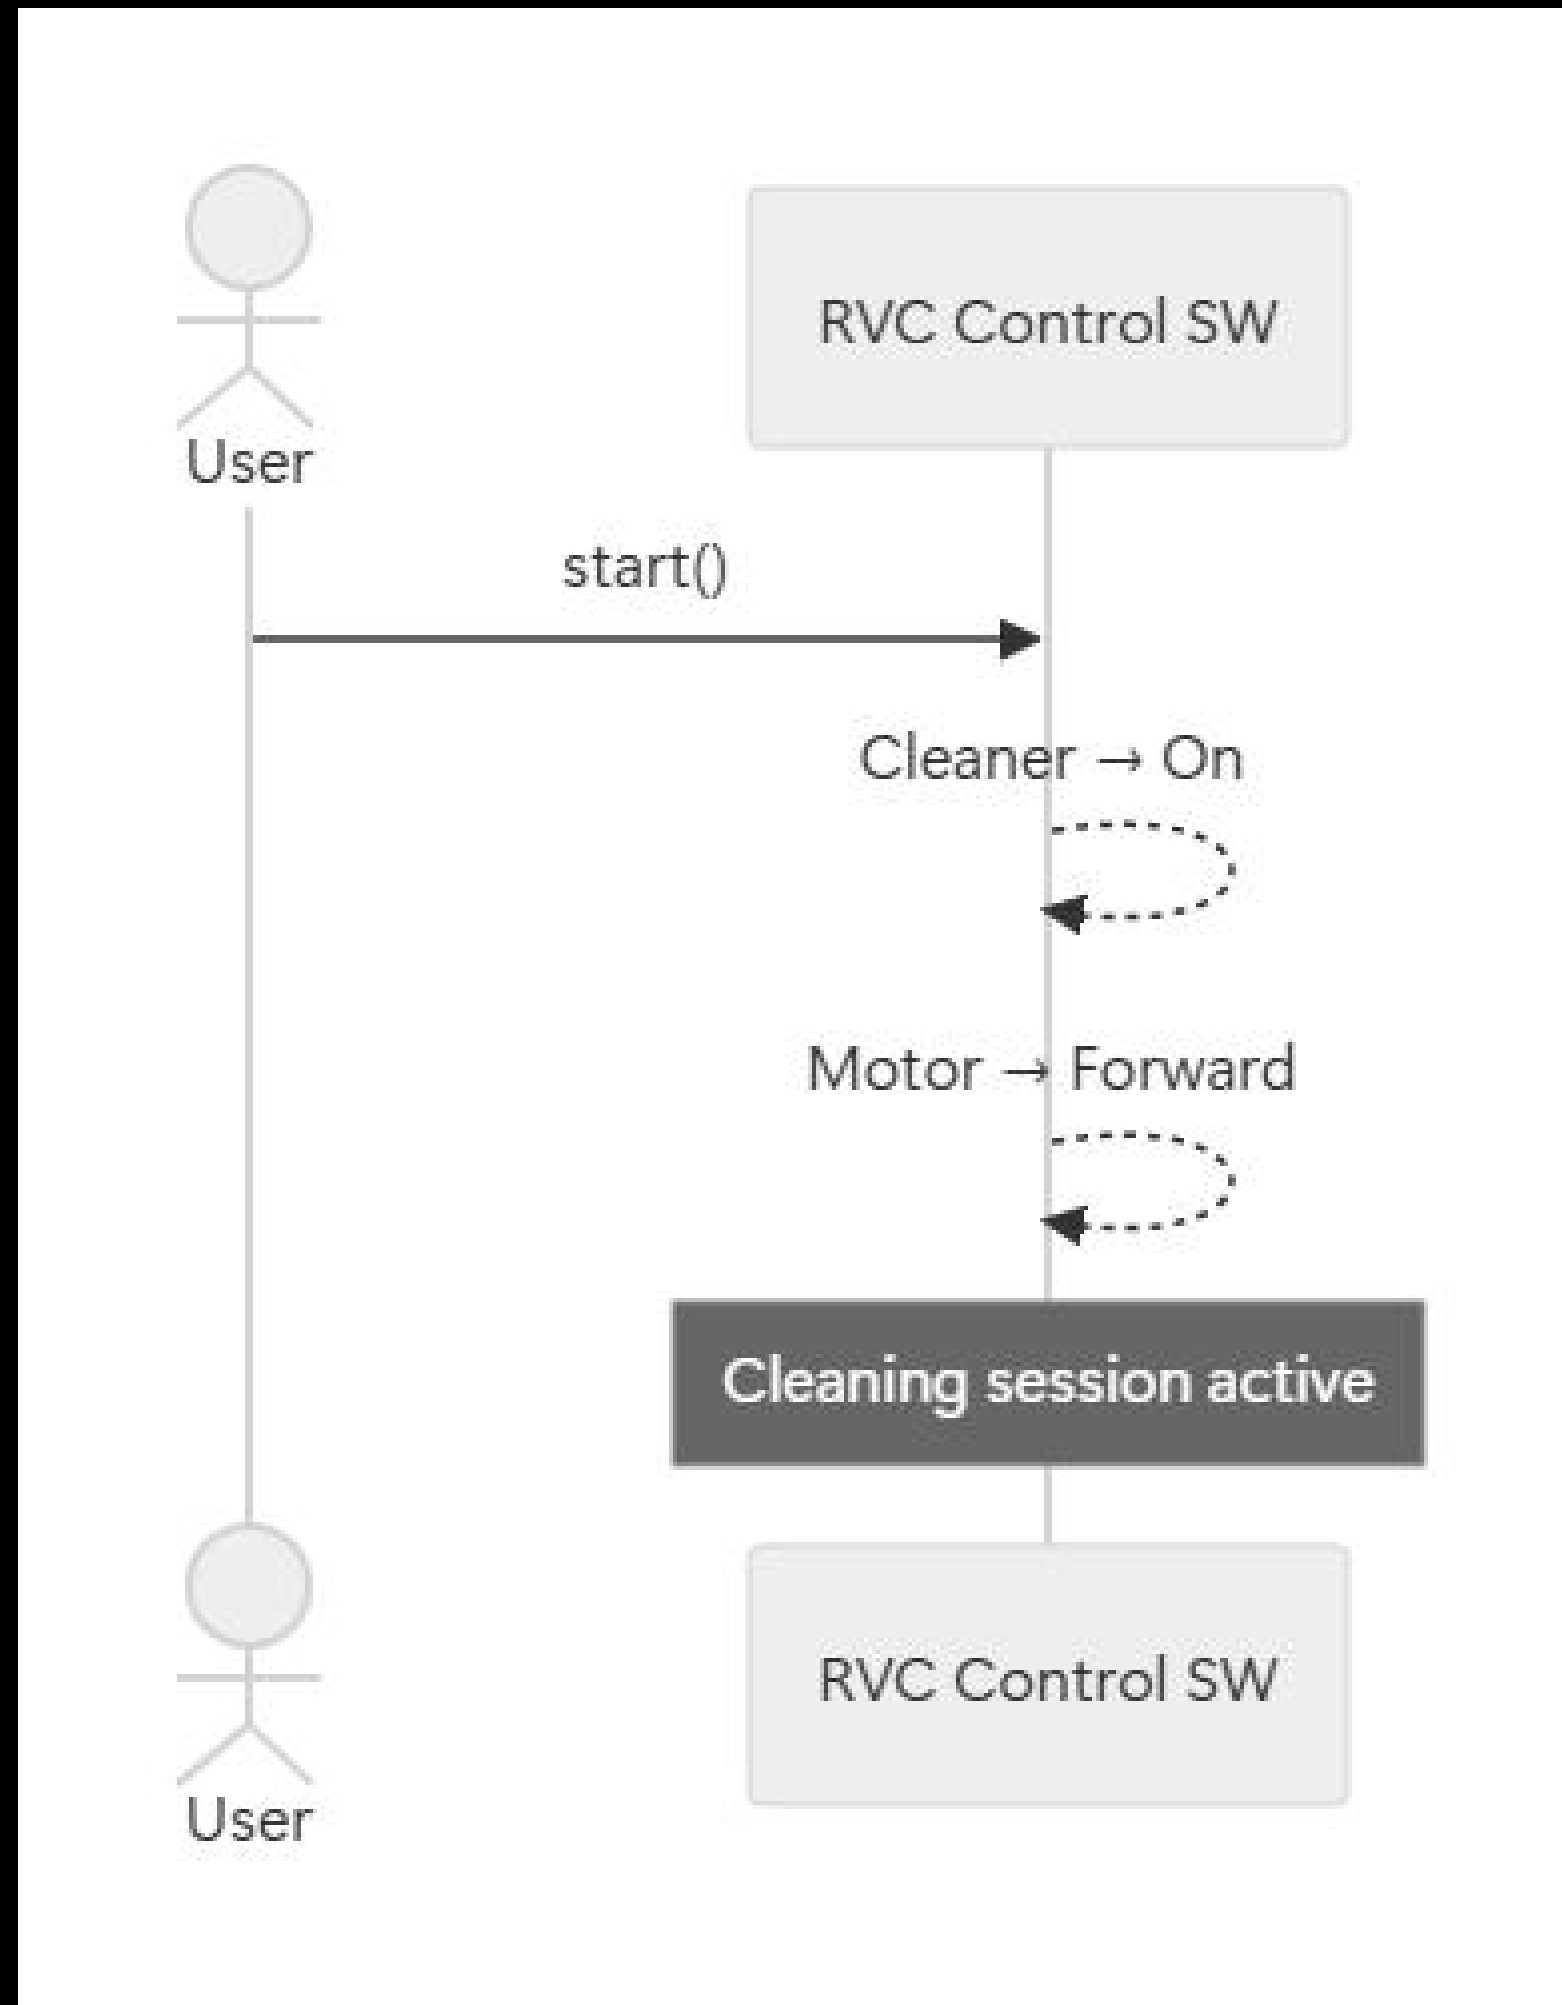 RVC Control SW
User
start()
Cleaner → On
Motor → Forward
Cleaning session active
RVC Control SW
User